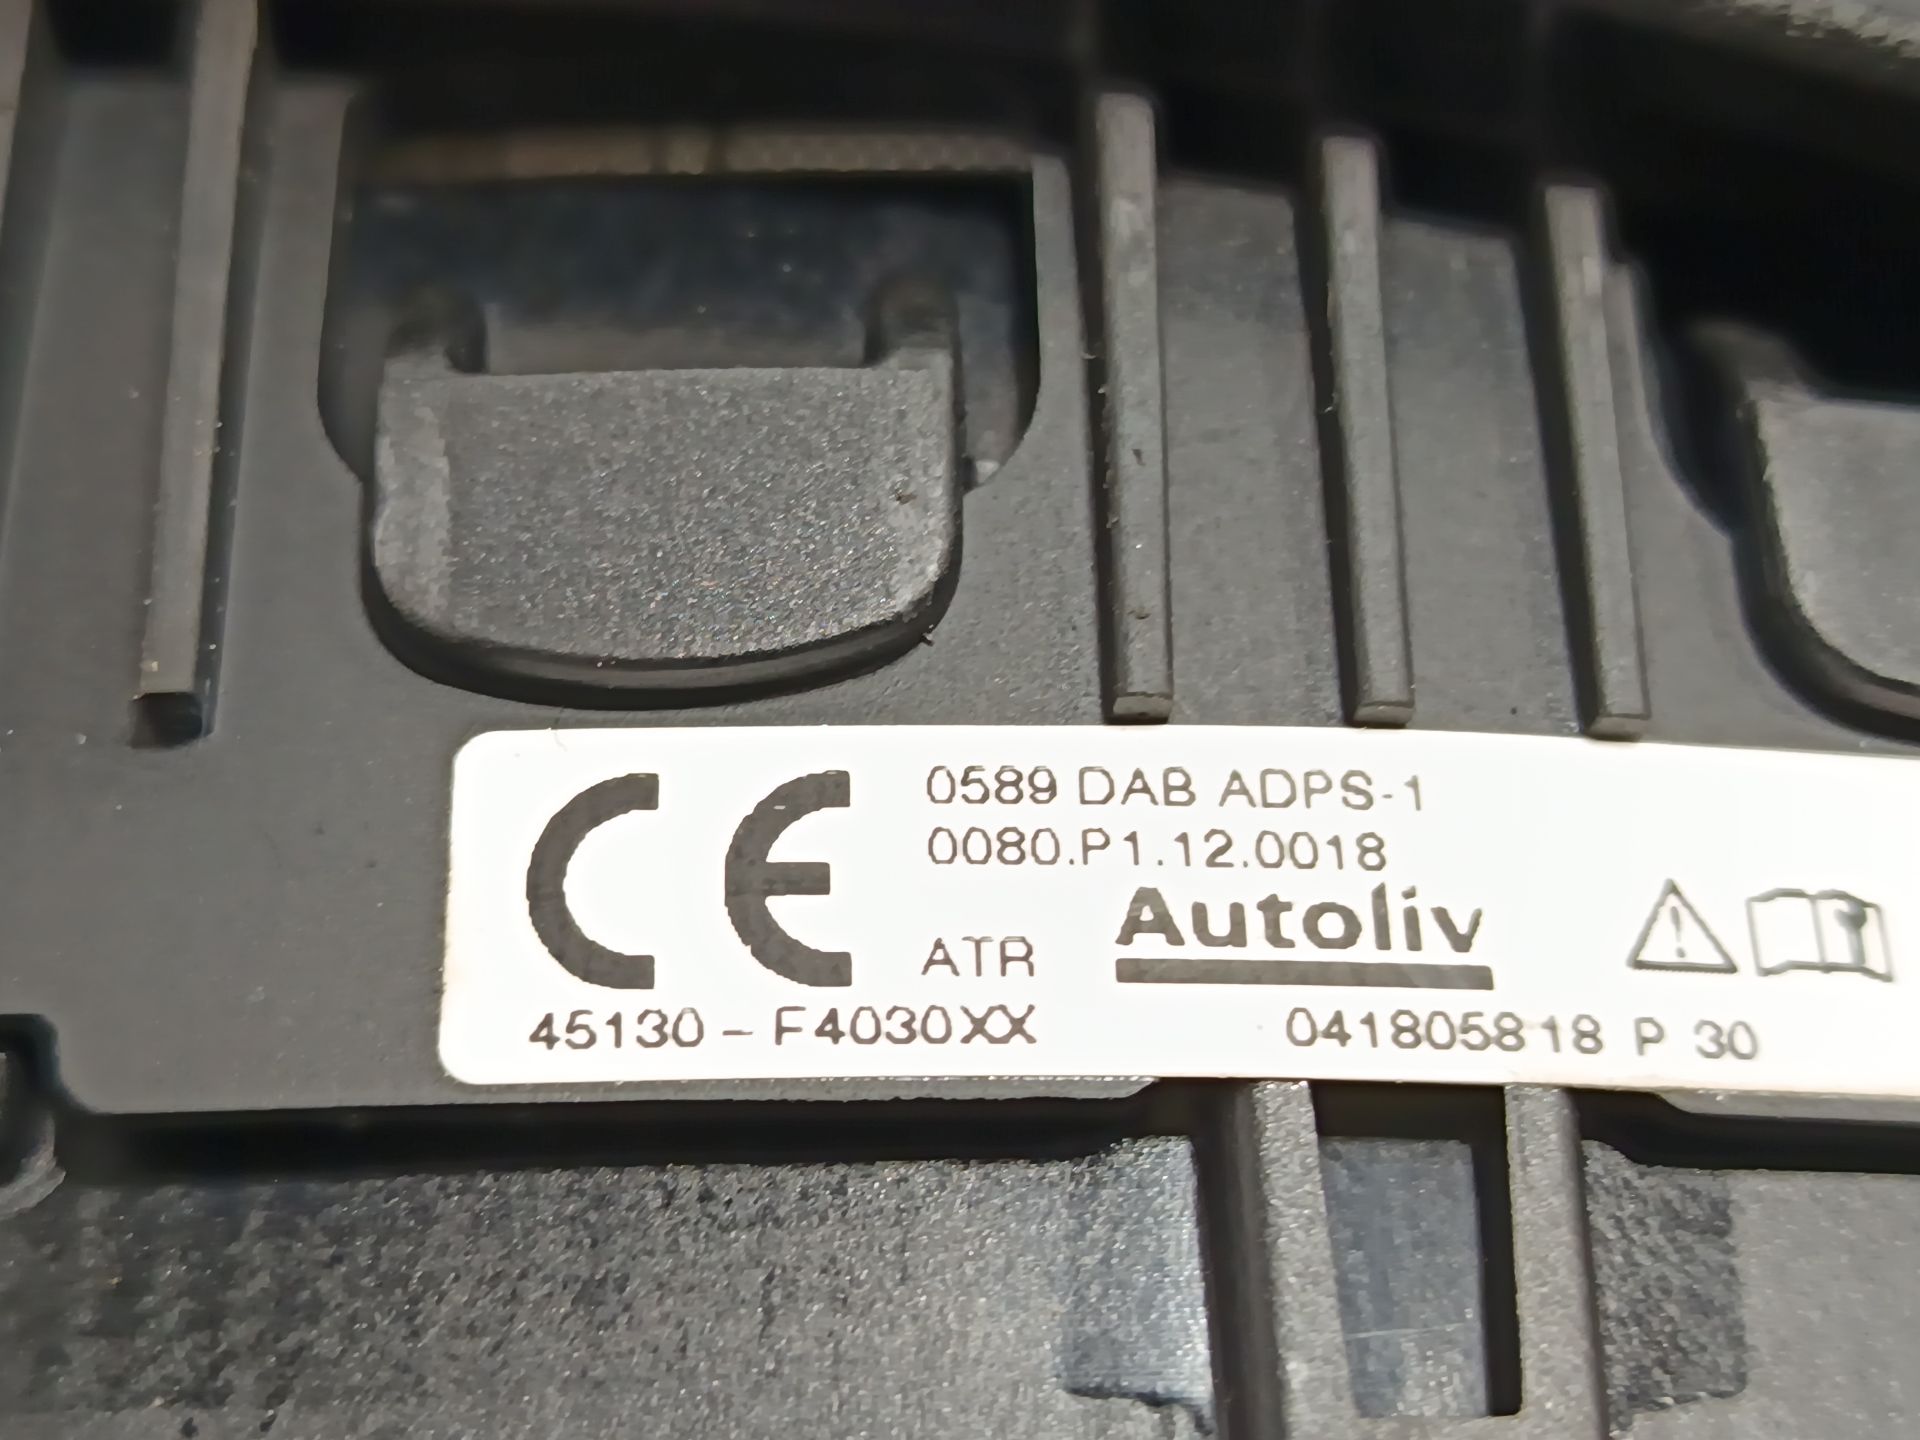 CE
0589 DAB ADPS-1
0080.P1.12.0018
ATR
Autoliv
45130 - F4030XX
041805818 P 30